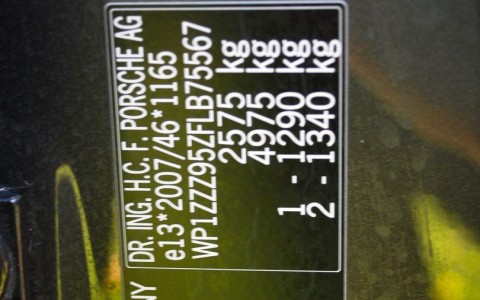 DR. ING. H.C. F. PORSCHE AG
e13*2007/46*1165
WP1ZZZ95ZFLB75567
2575 kg
4975 kg
1 - 1290 kg
2 - 1340 kg
NY